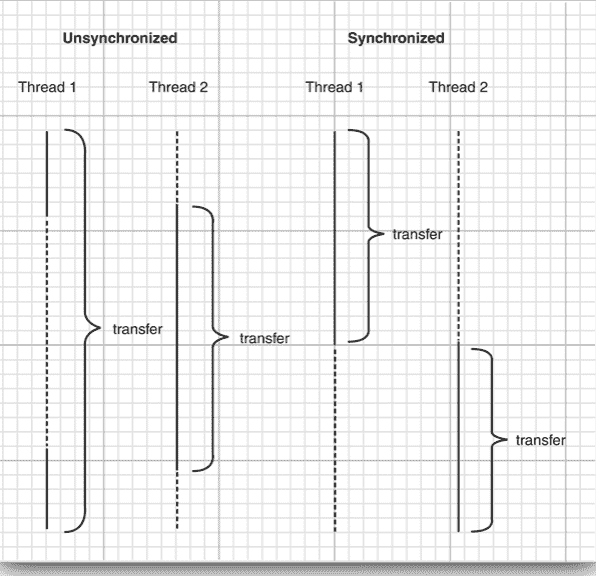 Unsynchronized
Synchronized
Thread 1
Thread 2
Thread 1
Thread 2
transfer
transfer
transfer
transfer